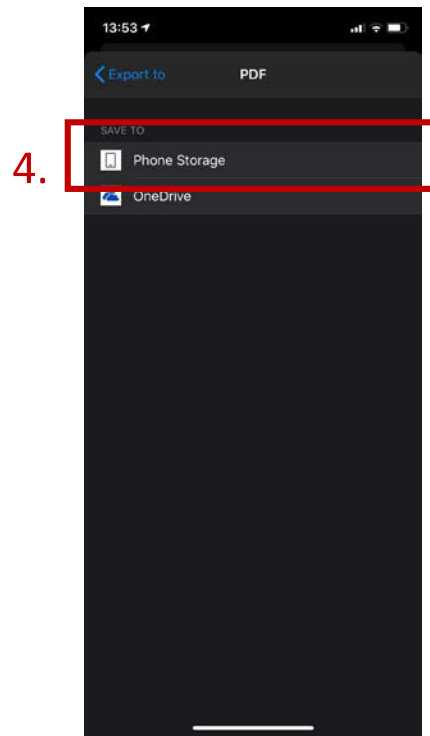 13:53
Export to
PDF
SAVE TO
4.
Phone Storage
OneDrive